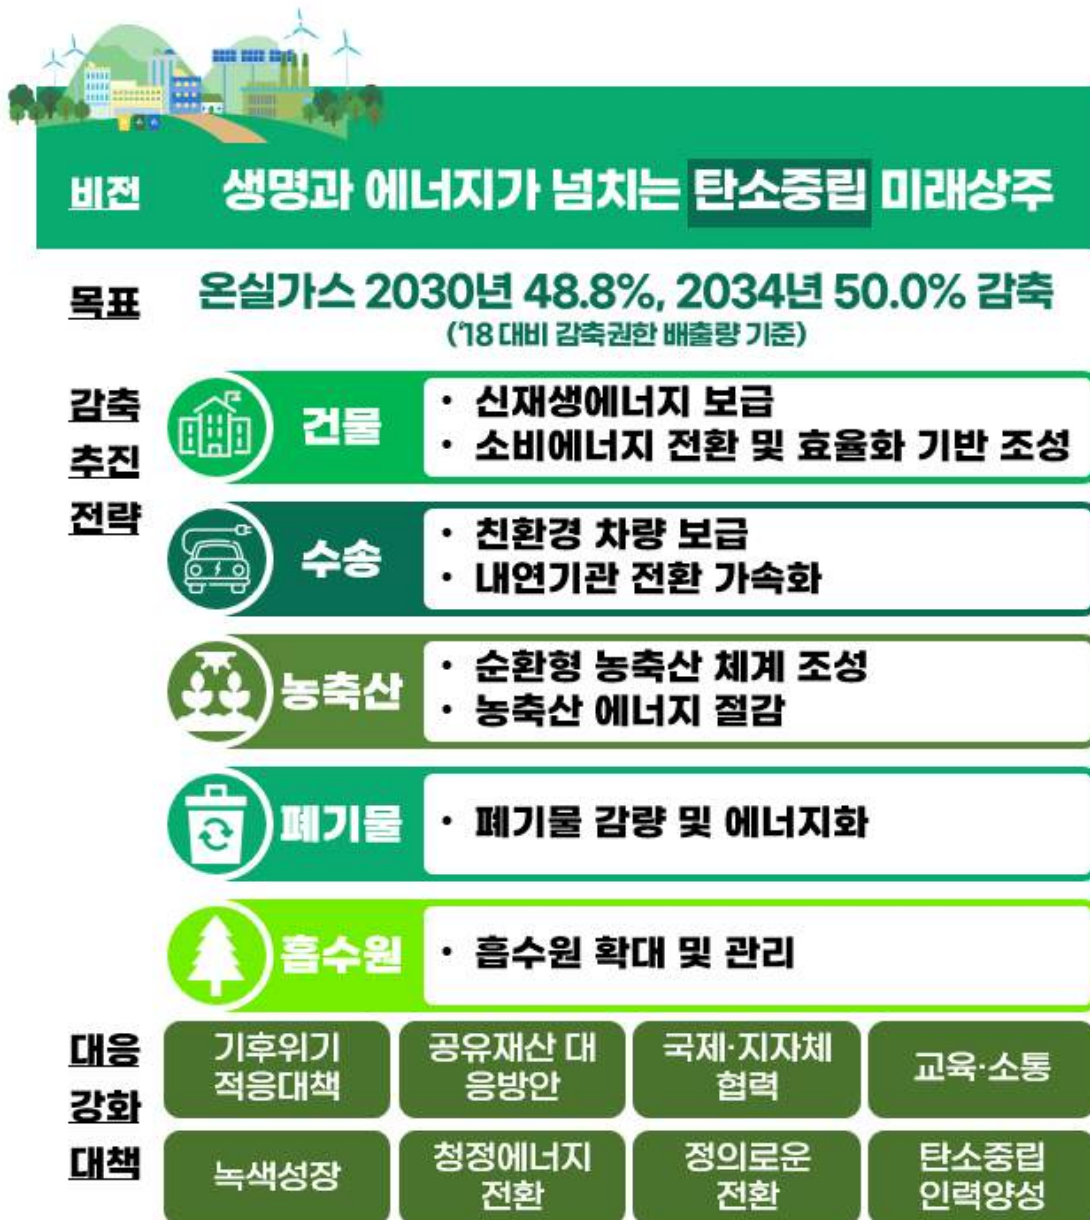 비전
생명과 에너지가 넘치는 탄소중립 미래상주
목표
온실가스 2030년 48.8%, 2034년 50.0% 감축
('18 대비 감축권한 배출량 기준)
감축
추진
전략
건물
• 신재생에너지 보급
• 소비에너지 전환 및 효율화 기반 조성
수송
• 친환경 차량 보급
• 내연기관 전환 가속화
농축산
• 순환형 농축산 체계 조성
• 농축산 에너지 절감
폐기물
• 폐기물 감량 및 에너지화
흡수원
• 흡수원 확대 및 관리
대응
강화
대책
기후위기
적응대책
공유재산 대
응방안
국제·지자체
협력
교육·소통
녹색성장
청정에너지
전환
정의로운
전환
탄소중립
인력양성